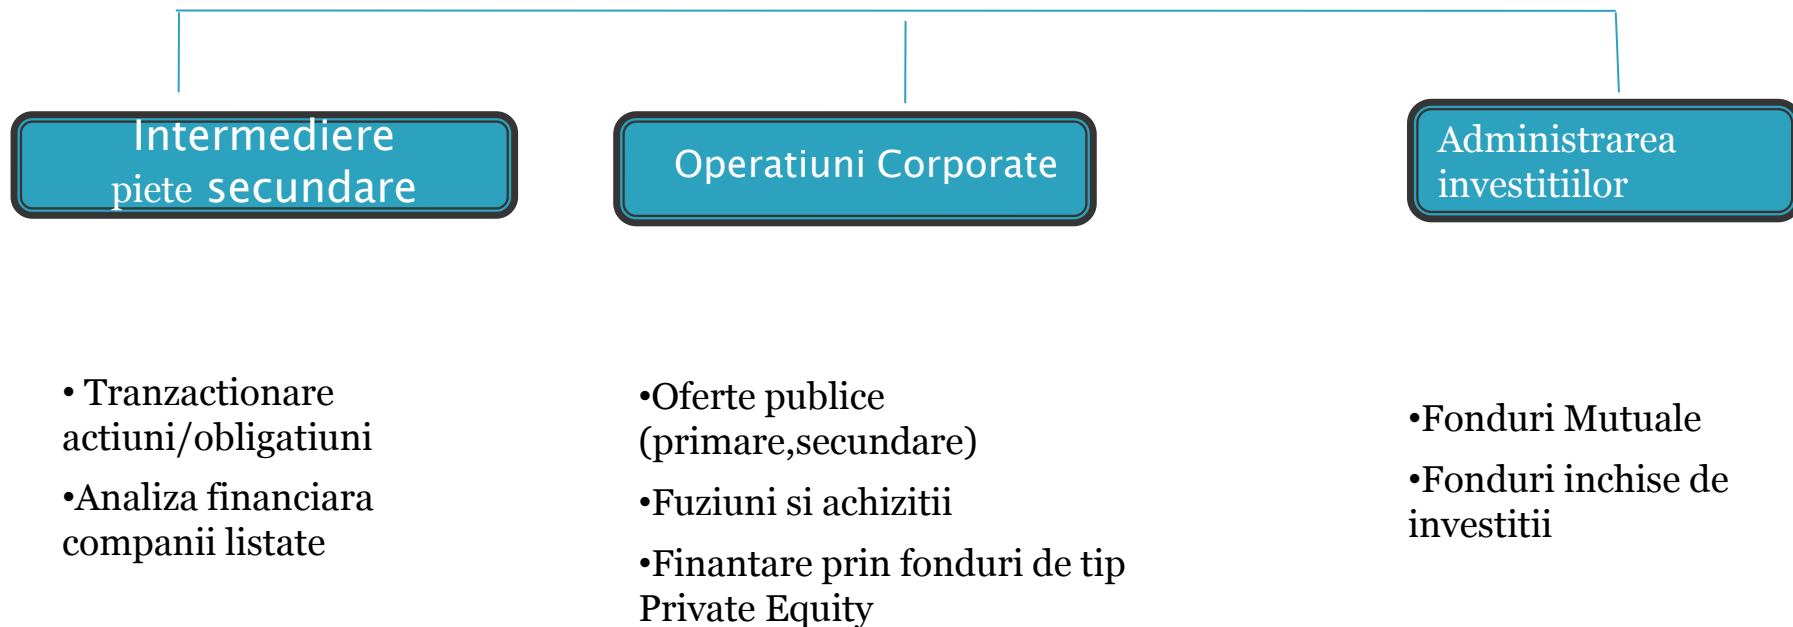 Intermediere
piete secundare
Operatiuni Corporate
Administrarea
investitiilor
• Tranzactionare
actiuni/obligatiuni
•Analiza financiara
companii listate
•Oferte publice
(primare,secundare)
•Fuziuni si achizitii
•Finantare prin fonduri de tip
Private Equity
•Fonduri Mutuale
•Fonduri inchise de
investitii